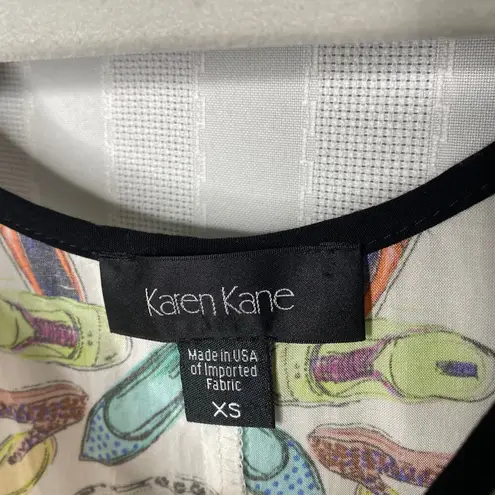 Karen Kane
Made in USA
of Imported
Fabric
XS